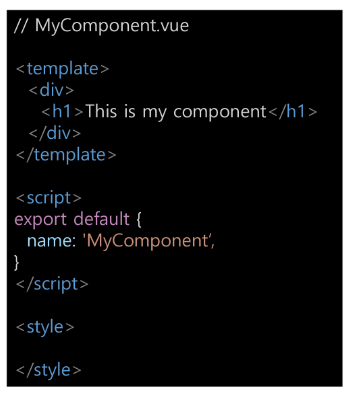 // MyComponent.vue
<template>
<div>
<h1>This is my component</h1>
</div>
</template>
<script>
export default {
name: 'MyComponent',
}
</script>
<style>
</style>